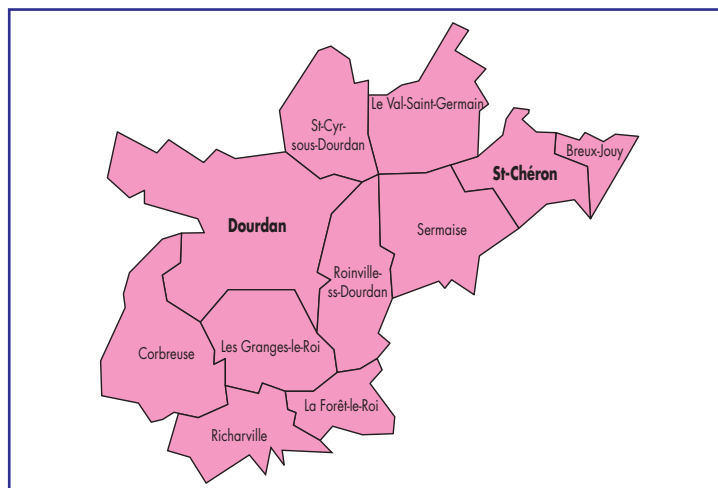 Le Val-Saint-Germain
St-Cyr-
sous-Dourdan
Breux-Jouy
St-Chéron
Dourdan
Sermaise
Roinville-
ss-Dourdan
Corbreuse
Les Granges-le-Roi
La Forêt-le-Roi
Richarville